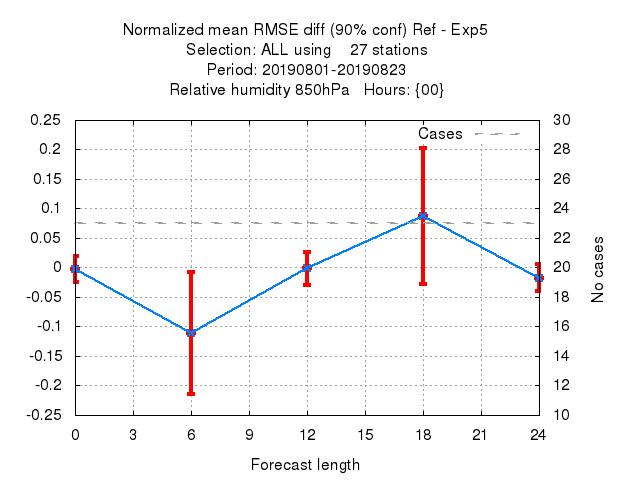 Normalized mean RMSE diff (90% conf) Ref - Exp5
Selection: ALL using    27 stations
Period: 20190801-20190823
Relative humidity 850hPa   Hours: {00}
0.25 30
Cases
0.2 28
0.15 26
0.1 24
0.05 22
0 20
-0.05 18
-0.1 16
-0.15 14
-0.2 12
-0.25 10
No cases
0 3 6 9 12 15 18 21 24
Forecast length